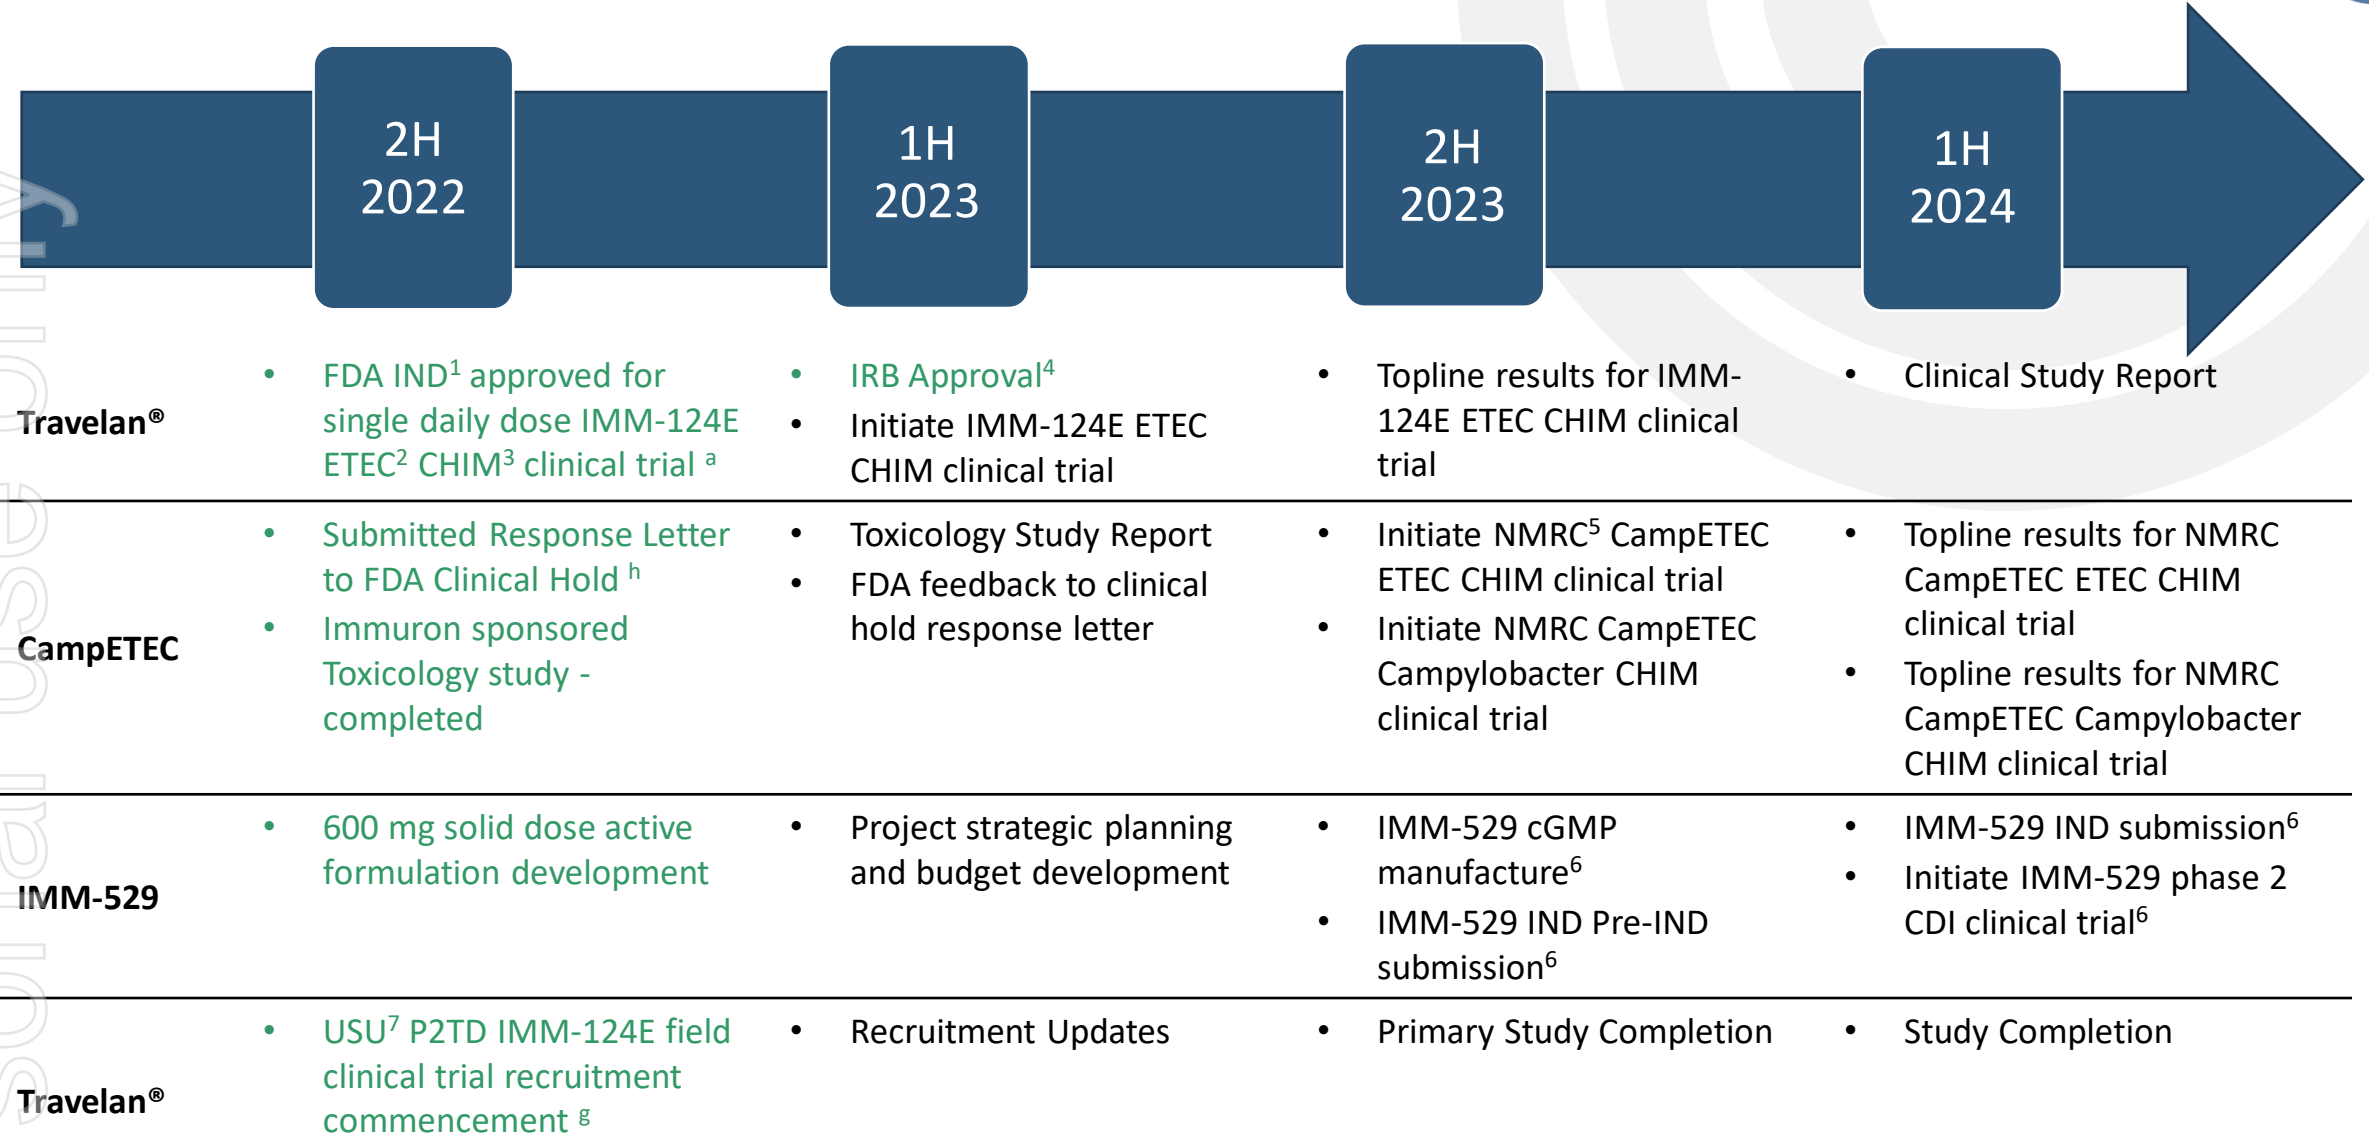 2H
2022
1H
2023
2H
2023
1H
2024
Travelan®
• FDA IND¹ approved for
single daily dose IMM-124E
ETEC² CHIM³ clinical trial ᵃ
• IRB Approval⁴
• Initiate IMM-124E ETEC
CHIM clinical trial
• Topline results for IMM-
124E ETEC CHIM clinical
trial
• Clinical Study Report
CampETEC
• Submitted Response Letter
to FDA Clinical Hold ʰ
• Immuron sponsored
Toxicology study -
completed
• Toxicology Study Report
• FDA feedback to clinical
hold response letter
• Initiate NMRC⁵ CampETEC
ETEC CHIM clinical trial
• Initiate NMRC CampETEC
Campylobacter CHIM
clinical trial
• Topline results for NMRC
CampETEC ETEC CHIM
clinical trial
• Topline results for NMRC
CampETEC Campylobacter
CHIM clinical trial
IMM-529
• 600 mg solid dose active
formulation development
• Project strategic planning
and budget development
• IMM-529 cGMP
manufacture⁶
• IMM-529 IND Pre-IND
submission⁶
• IMM-529 IND submission⁶
• Initiate IMM-529 phase 2
CDI clinical trial⁶
Travelan®
• USU⁷ P2TD IMM-124E field
clinical trial recruitment
commencement ᵍ
• Recruitment Updates
• Primary Study Completion
• Study Completion
sonal use only